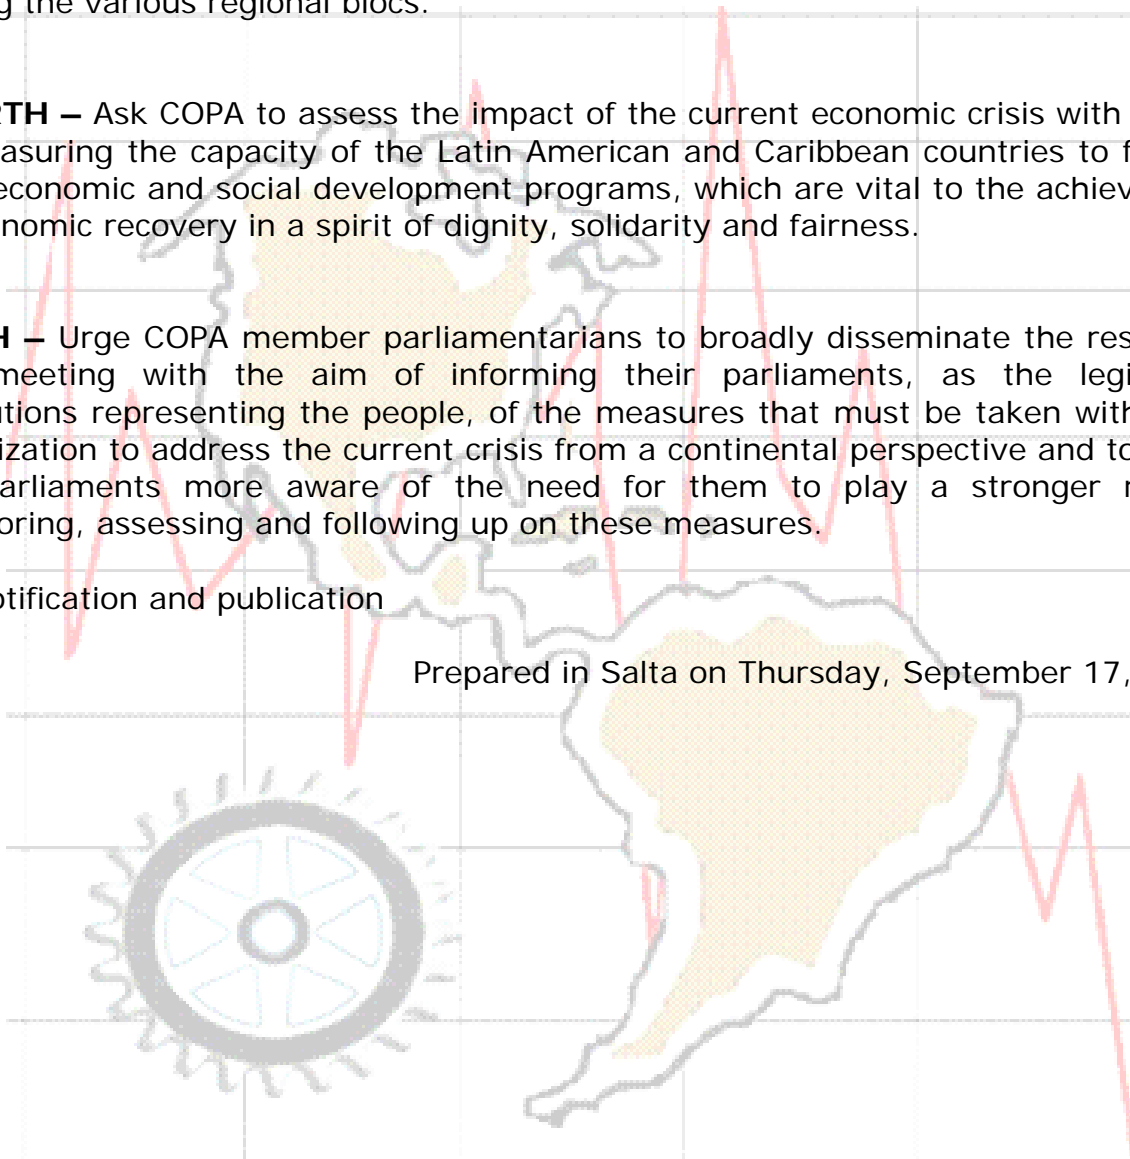 g the various regional blocs.
RTH – Ask COPA to assess the impact of the current economic crisis with
asuring the capacity of the Latin American and Caribbean countries to f
economic and social development programs, which are vital to the achiev
nomic recovery in a spirit of dignity, solidarity and fairness.
H – Urge COPA member parliamentarians to broadly disseminate the res
meeting with the aim of informing their parliaments, as the legi
utions representing the people, of the measures that must be taken with
ization to address the current crisis from a continental perspective and to
arliaments more aware of the need for them to play a stronger r
oring, assessing and following up on these measures.
otification and publication
Prepared in Salta on Thursday, September 17,